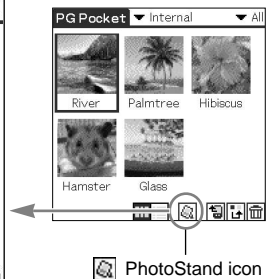 PG Pocket Internal All
River Palmtree Hibiscus
Hamster Glass
PhotoStand icon